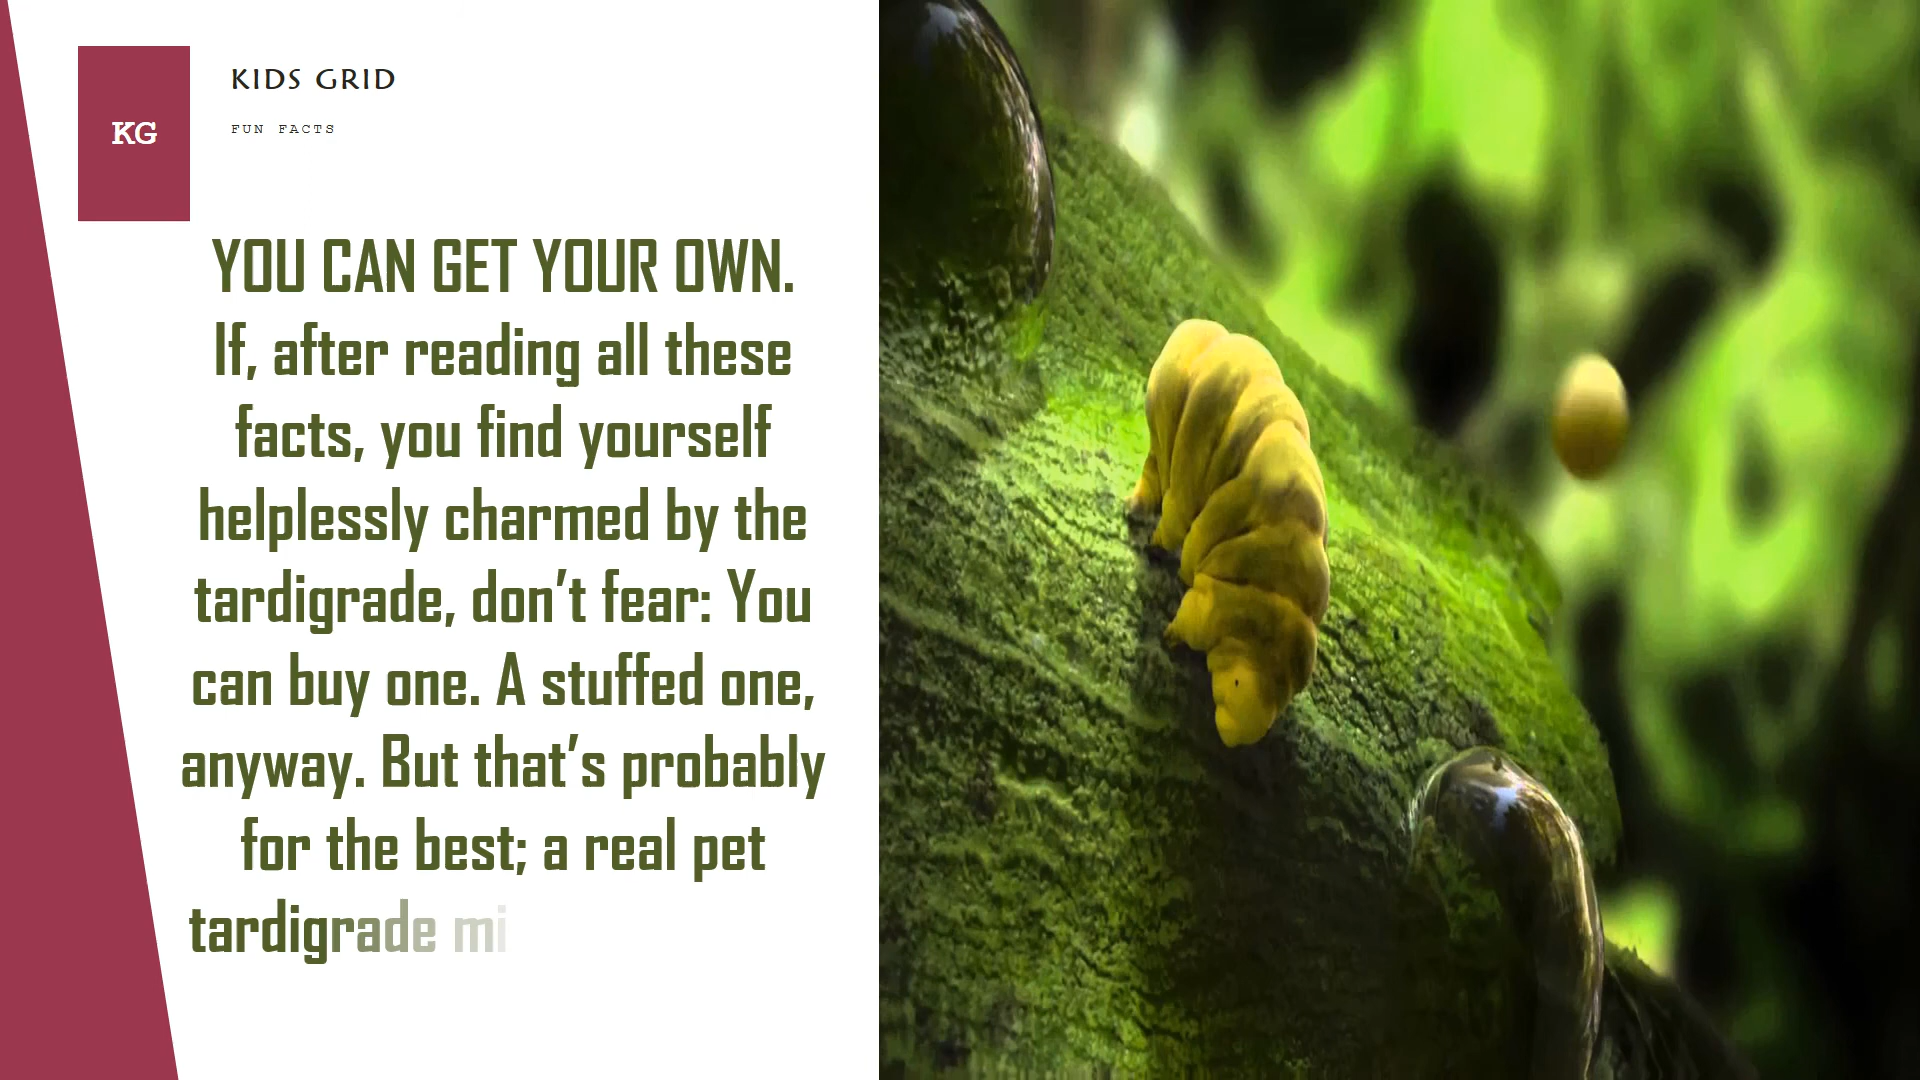 KG
KIDS GRID
FUN FACTS
YOU CAN GET YOUR OWN.
If, after reading all these
facts, you find yourself
helplessly charmed by the
tardigrade, don’t fear: You
can buy one. A stuffed one,
anyway. But that’s probably
for the best; a real pet
tardigrade mi